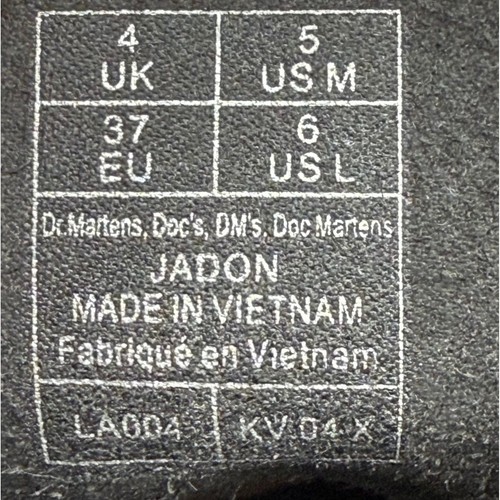 4 5
UK US M
37 6
EU US L
Dr.Martens, Doc's, DM's, Doc Martens
JADON
MADE IN VIETNAM
Fabriqué en Vietnam
LA004 KV 04 X